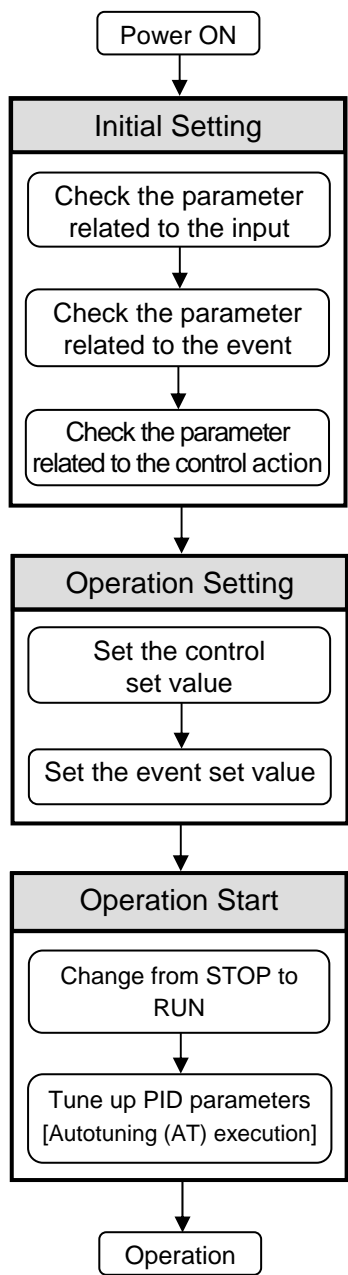 Power ON
Initial Setting
Check the parameter
related to the input
Check the parameter
related to the event
Check the parameter
related to the control action
Operation Setting
Set the control
set value
Set the event set value
Operation Start
Change from STOP to
RUN
Tune up PID parameters
[Autotuning (AT) execution]
Operation